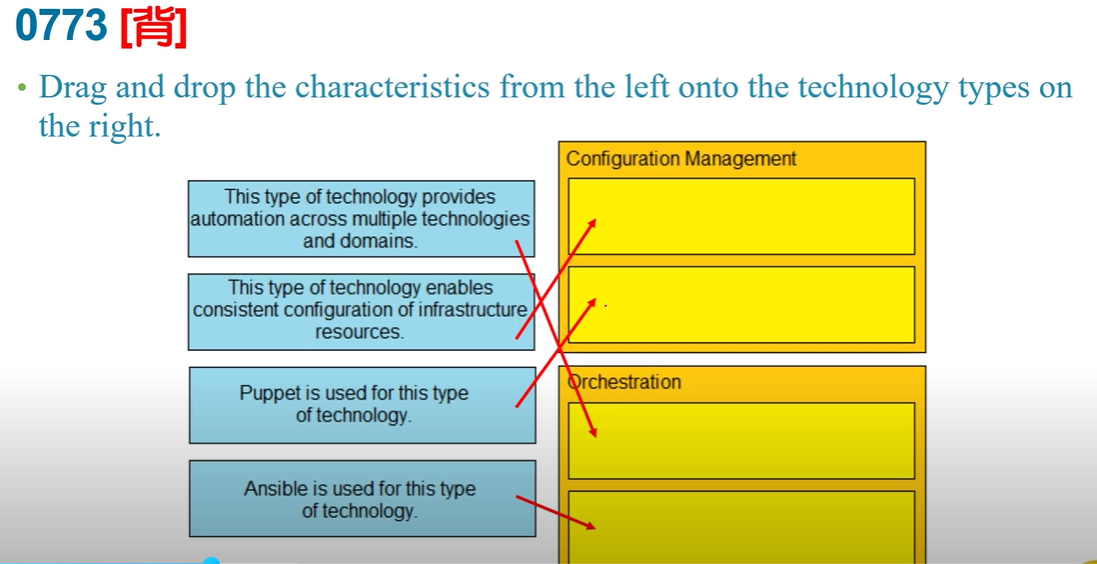 0773 [背]
• Drag and drop the characteristics from the left onto the technology types on
the right.
This type of technology provides
automation across multiple technologies
and domains.
This type of technology enables
consistent configuration of infrastructure
resources.
Puppet is used for this type
of technology.
Ansible is used for this type
of technology.
Configuration Management
Orchestration